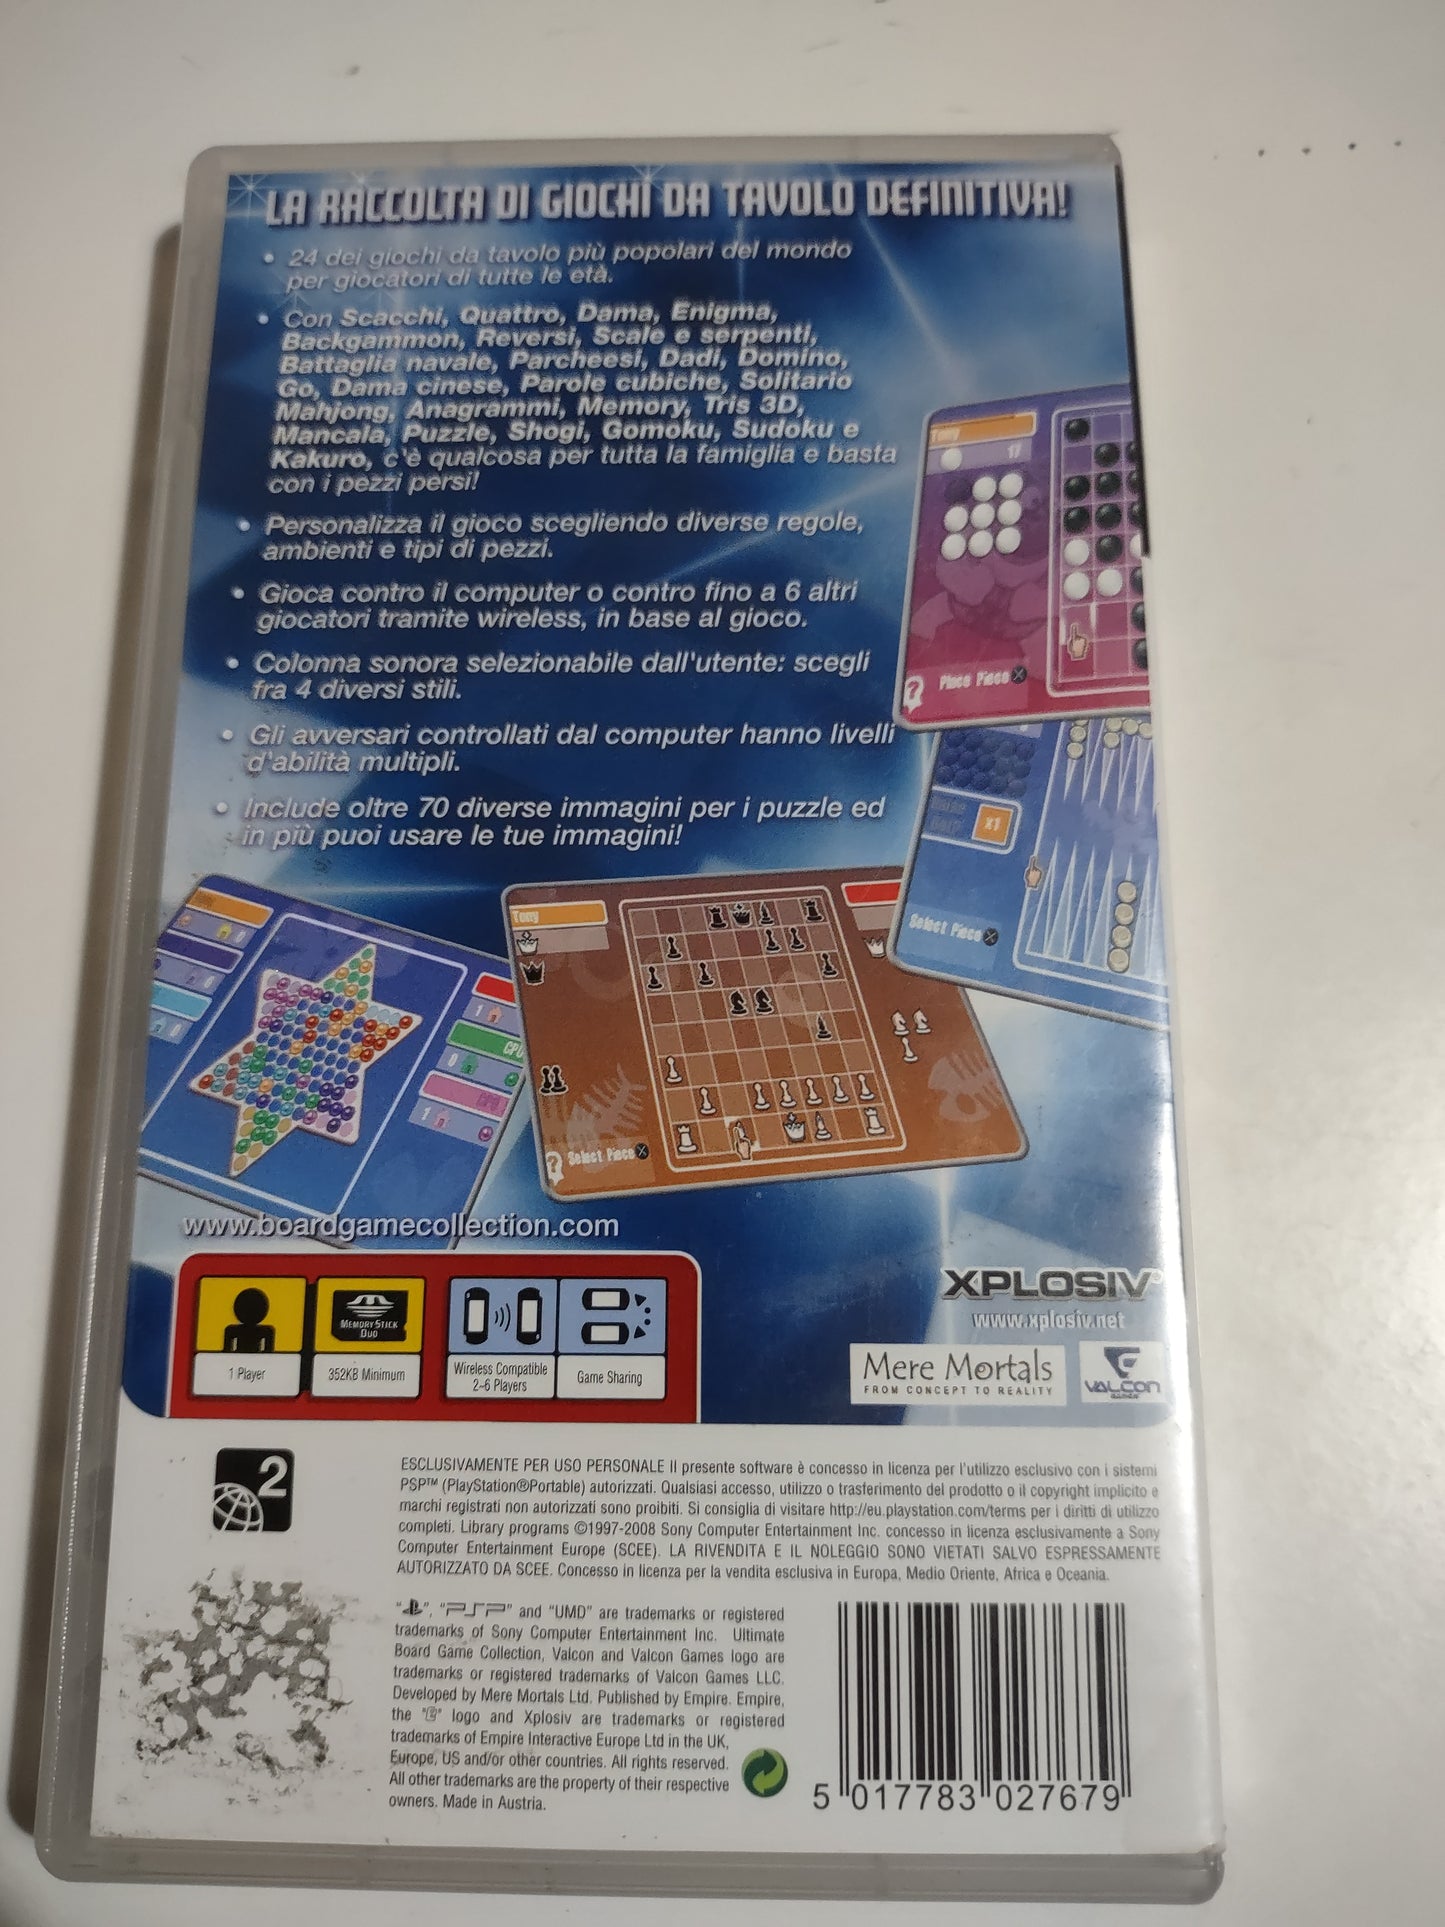 LA RACCOLTA DI GIOCHI DA TAVOLO DEFINITIVA!
• 24 dei giochi da tavolo più popolari del mondo
per giocatori di tutte le età.
• Con Scacchi, Quattro, Dama, Enigma,
Backgammon, Reversi, Scale e serpenti,
Battaglia navale, Parcheesi, Dadi, Domino,
Go, Dama cinese, Parole cubiche, Solitario
Mahjong, Anagrammi, Memory, Tris 3D,
Mancala, Puzzle, Shogi, Gomoku, Sudoku e
Kakuro, c'è qualcosa per tutta la famiglia e basta
con i pezzi persi!
• Personalizza il gioco scegliendo diverse regole,
ambienti e tipi di pezzi.
• Gioca contro il computer o contro fino a 6 altri
giocatori tramite wireless, in base al gioco.
• Colonna sonora selezionabile dall'utente: scegli
fra 4 diversi stili.
• Gli avversari controllati dal computer hanno livelli
d'abilità multipli.
• Include oltre 70 diverse immagini per i puzzle ed
in più puoi usare le tue immagini!
Tony
17
Place Piece
x1
Select Piece
Tony
Select Piece
1
CPU
0
1
www.boardgamecollection.com
XPLOSIV®
www.xplosiv.net
Mere Mortals
FROM CONCEPT TO REALITY
VALCON
GAMES
MEMORY STICK
DUO
1 Player
352KB Minimum
Wireless Compatible
2-6 Players
Game Sharing
2
ESCLUSIVAMENTE PER USO PERSONALE Il presente software è concesso in licenza per l'utilizzo esclusivo con i sistemi
PSP™ (PlayStation®Portable) autorizzati. Qualsiasi accesso, utilizzo o trasferimento del prodotto o il copyright implicito e
marchi registrati non autorizzati sono proibiti. Si consiglia di visitare http://eu.playstation.com/terms per i diritti di utilizzo
completi. Library programs ©1997-2008 Sony Computer Entertainment Inc. concesso in licenza esclusivamente a Sony
Computer Entertainment Europe (SCEE). LA RIVENDITA E IL NOLEGGIO SONO VIETATI SALVO ESPRESSAMENTE
AUTORIZZATO DA SCEE. Concesso in licenza per la vendita esclusiva in Europa, Medio Oriente, Africa e Oceania.
" ", "PSP" and "UMD" are trademarks or registered
trademarks of Sony Computer Entertainment Inc. Ultimate
Board Game Collection, Valcon and Valcon Games logo are
trademarks or registered trademarks of Valcon Games LLC.
Developed by Mere Mortals Ltd. Published by Empire. Empire,
the "E" logo and Xplosiv are trademarks or registered
trademarks of Empire Interactive Europe Ltd in the UK,
Europe, US and/or other countries. All rights reserved.
All other trademarks are the property of their respective
owners. Made in Austria.
5 017783 027679